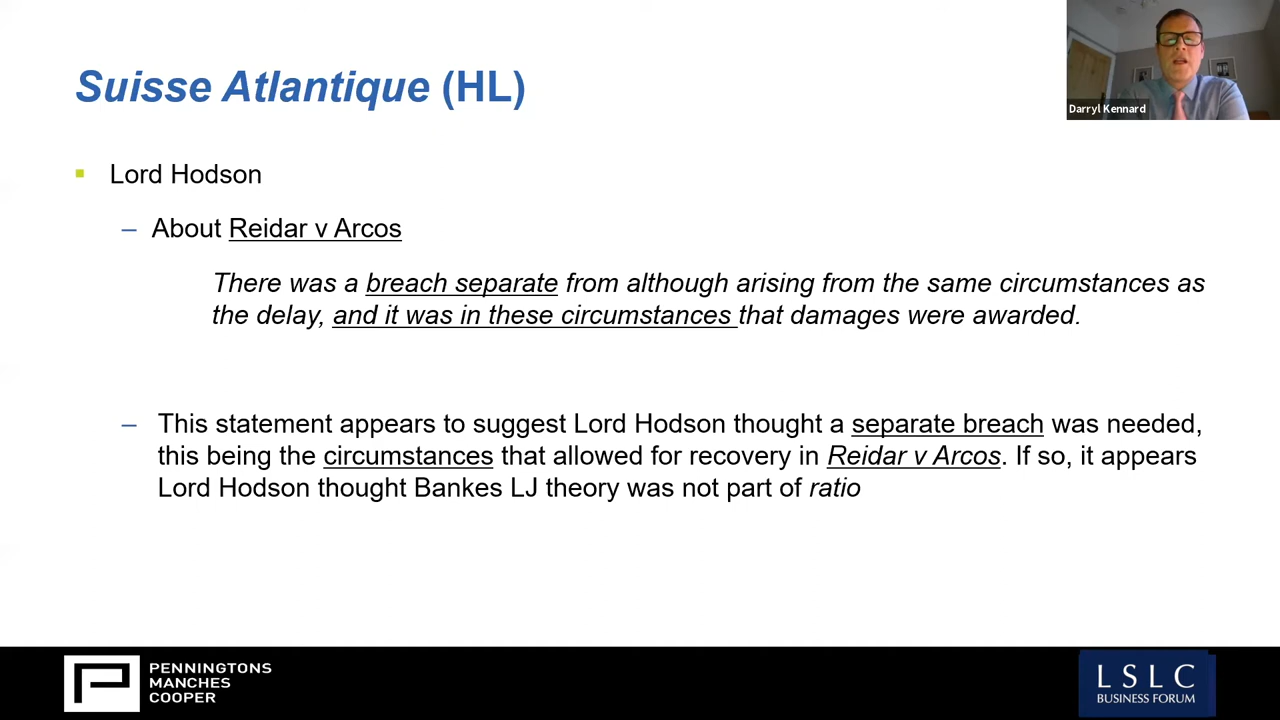 Suisse Atlantique (HL)
Darryl Kennard
▪ Lord Hodson
– About Reidar v Arcos
There was a breach separate from although arising from the same circumstances as
the delay, and it was in these circumstances that damages were awarded.
– This statement appears to suggest Lord Hodson thought a separate breach was needed,
this being the circumstances that allowed for recovery in Reidar v Arcos. If so, it appears
Lord Hodson thought Bankes LJ theory was not part of ratio
PENNINGTONS
MANCHES
COOPER
LSLC
BUSINESS FORUM